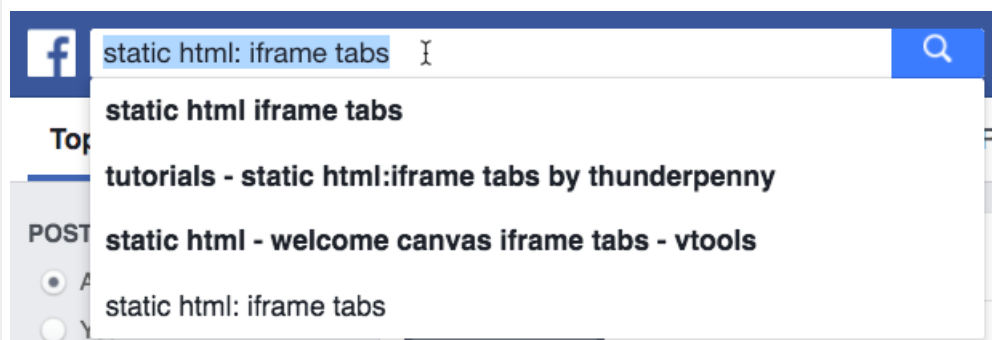 f static html: iframe tabs
static html iframe tabs
Top
tutorials - static html:iframe tabs by thunderpenny
POST
static html - welcome canvas iframe tabs - vtools
static html: iframe tabs